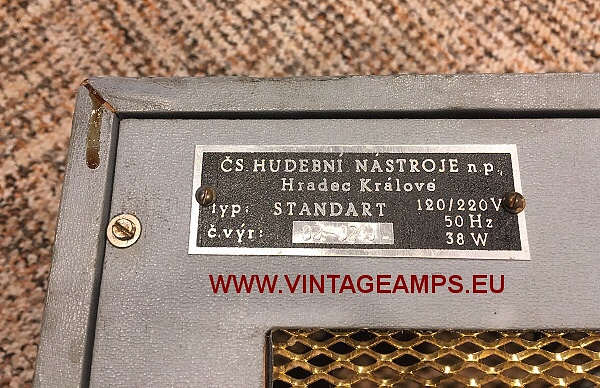 ČS. HUDEBNÍ NÁSTROJE n.p.,
Hradec Králové
typ: STANDART 120/220V
50 Hz
č.výr: 38 W
WWW.VINTAGEAMPS.EU